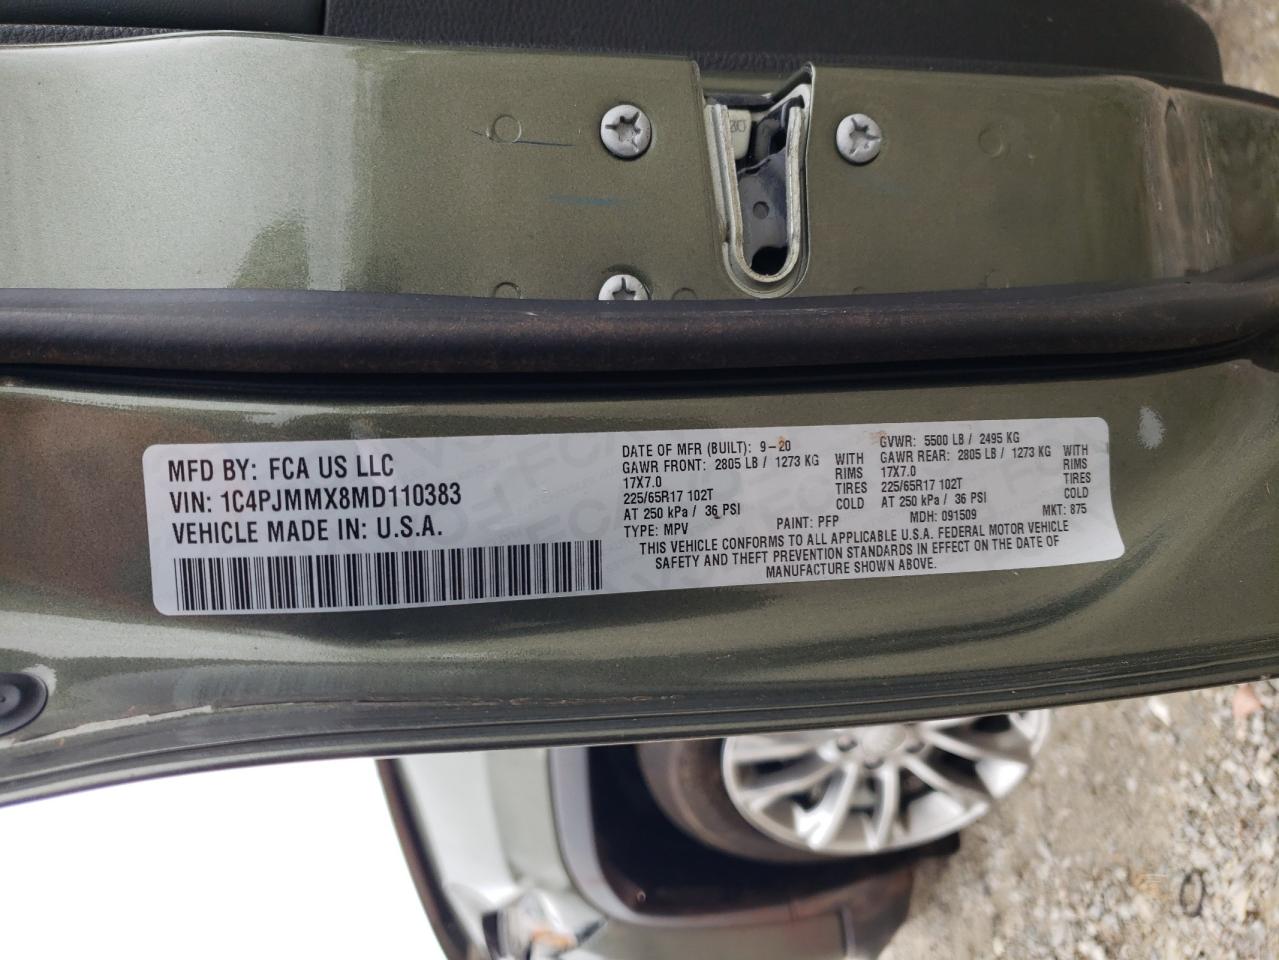 MFD BY: FCA US LLC
VIN: 1C4PJMMX8MD110383
VEHICLE MADE IN: U.S.A.
DATE OF MFR (BUILT): 9-20 GVWR: 5500 LB / 2495 KG
GAWR FRONT: 2805 LB / 1273 KG WITH GAWR REAR: 2805 LB / 1273 KG WITH
17X7.0 RIMS 17X7.0 RIMS
225/65R17 102T TIRES 225/65R17 102T TIRES
AT 250 kPa / 36 PSI COLD AT 250 kPa / 36 PSI COLD
TYPE: MPV PAINT: PFP MDH: 091509 MKT: 875
THIS VEHICLE CONFORMS TO ALL APPLICABLE U.S.A. FEDERAL MOTOR VEHICLE
SAFETY AND THEFT PREVENTION STANDARDS IN EFFECT ON THE DATE OF
MANUFACTURE SHOWN ABOVE.